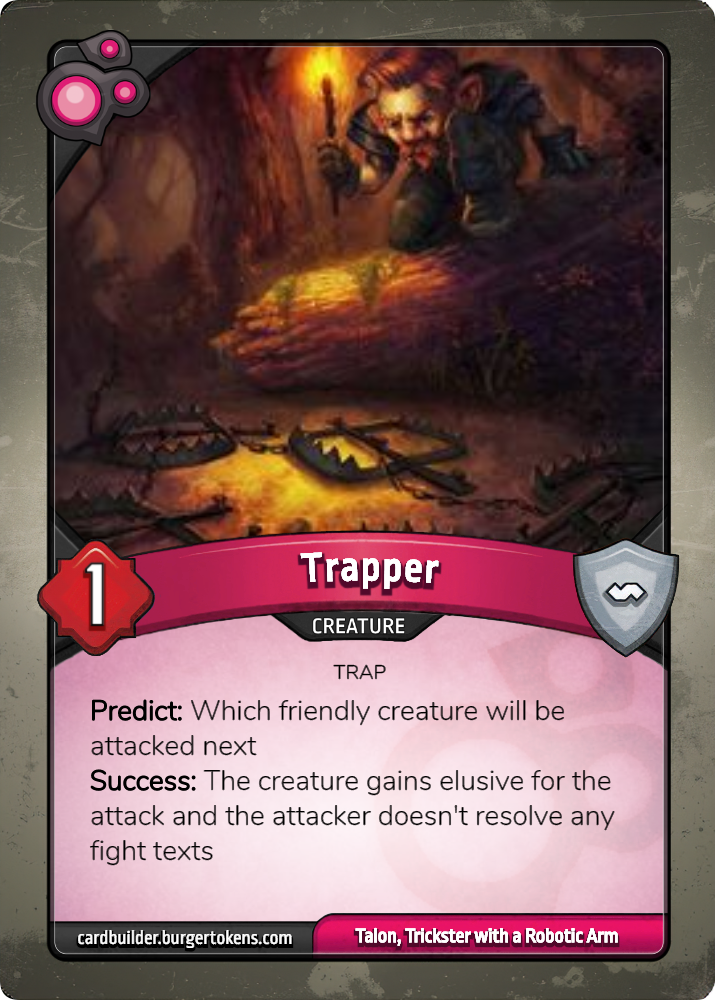 1
Trapper
CREATURE
TRAP
Predict: Which friendly creature will be
attacked next
Success: The creature gains elusive for the
attack and the attacker doesn't resolve any
fight texts
cardbuilder.burgertokens.com
Talon, Trickster with a Robotic Arm